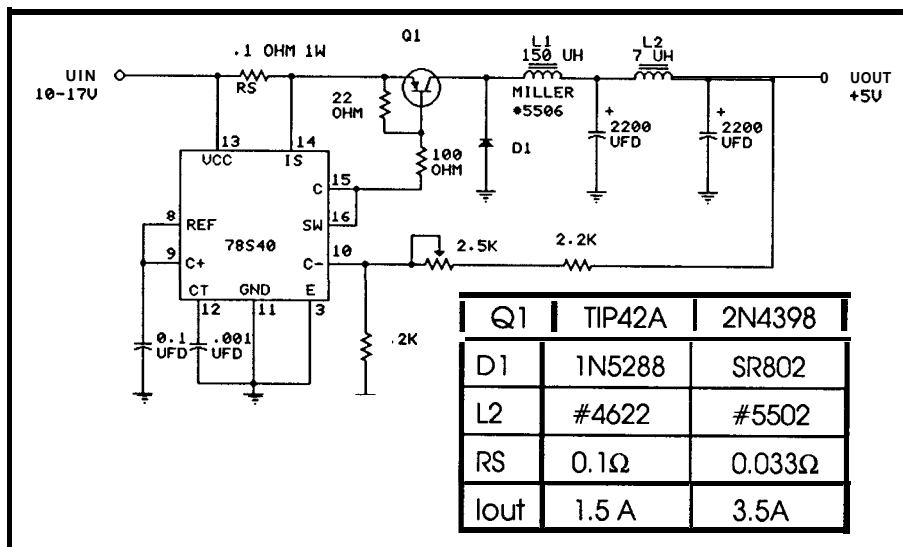 Q1
.1 OHM 1W
L1
150 UH
L2
7 UH
UIN
10-17V
RS
22
OHM
MILLER
*5506
+
2200
UFD
+
2200
UFD
UOUT
+5V
D1
13
14
VCC
IS
100
OHM
15
C
16
SW
8
REF
78S40
9
C+
10
C-
2.5K
2.2K
CT
GND
E
12
11
3
0.1
UFD
.001
UFD
.2K
Q1 TIP42A 2N4398
D1 1N5288 SR802
L2 #4622 #5502
RS 0.1Ω 0.033Ω
Iout 1.5 A 3.5A